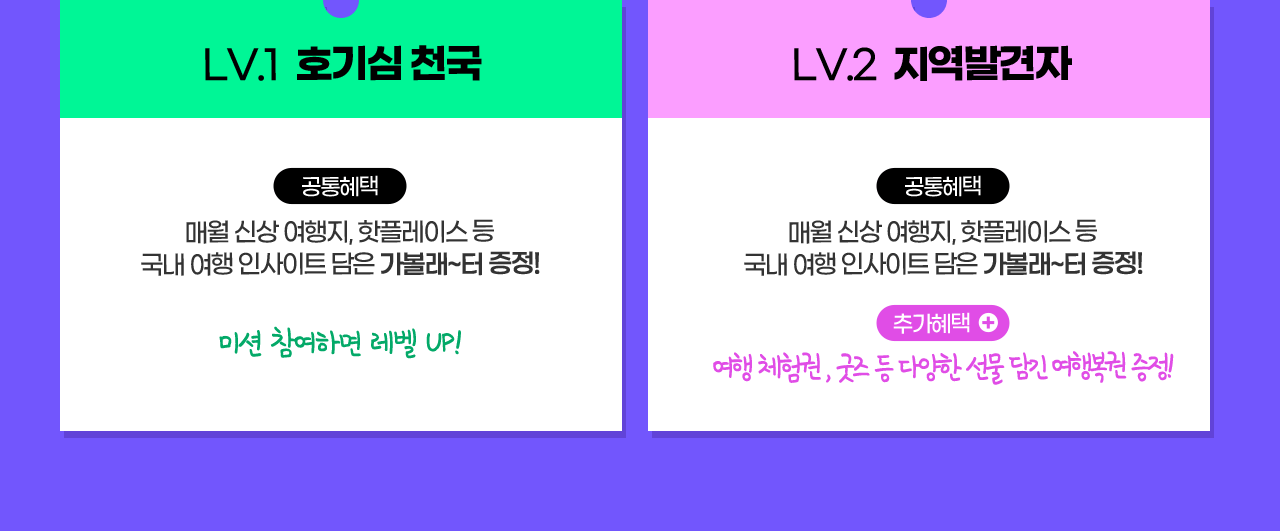 LV.1 호기심 천국
공통혜택
매월 신상 여행지, 핫플레이스 등
국내 여행 인사이트 담은 가볼래~터 증정!
미션 참여하면 레벨 UP!
LV.2 지역발견자
공통혜택
매월 신상 여행지, 핫플레이스 등
국내 여행 인사이트 담은 가볼래~터 증정!
추가혜택
여행 체험권, 굿즈 등 다양한 선물 담긴 여행복권 증정!